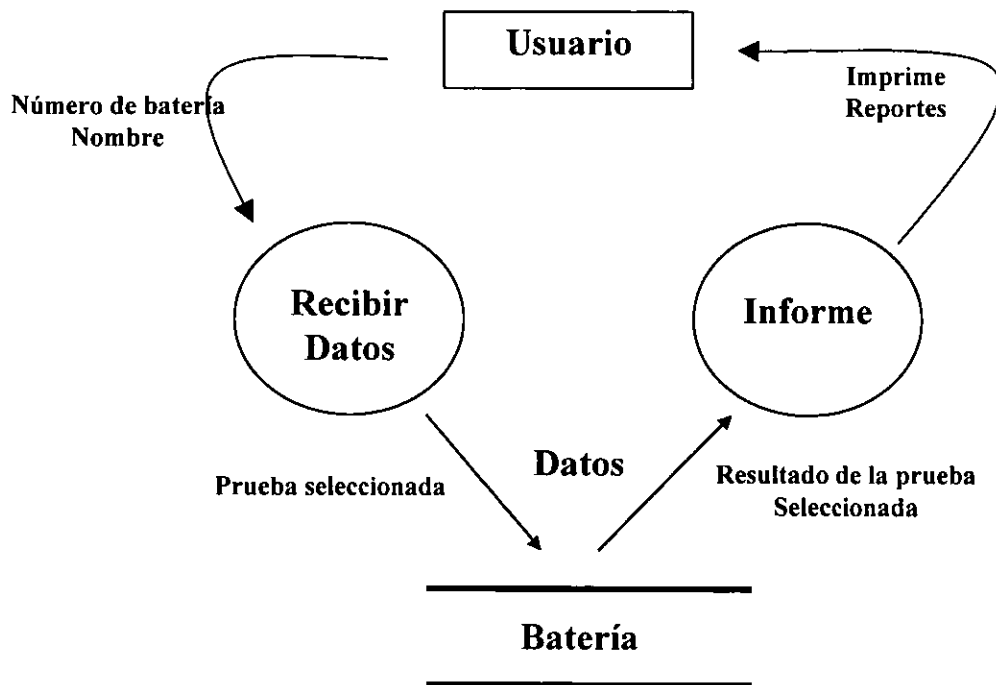 Usuario
Imprime
Reportes
Número de batería
Nombre
Recibir
Datos
Informe
Datos
Prueba seleccionada
Resultado de la prueba
Seleccionada
Batería